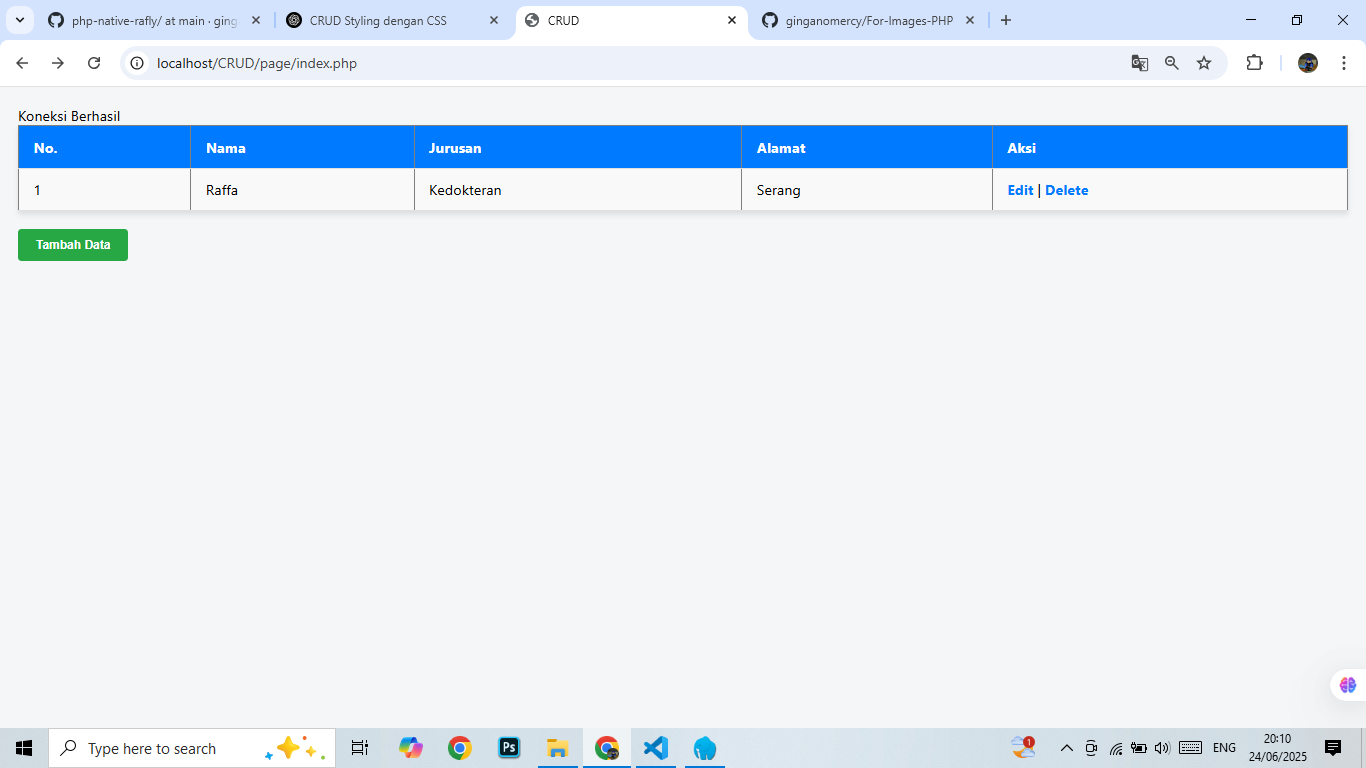 php-native-rafly/ at main · ging
CRUD Styling dengan CSS
CRUD
ginganomercy/For-Images-PHP
localhost/CRUD/page/index.php
Koneksi Berhasil
No. Nama Jurusan Alamat Aksi
1 Raffa Kedokteran Serang Edit | Delete
Tambah Data
Type here to search
Ps
1
ENG
20:10
24/06/2025